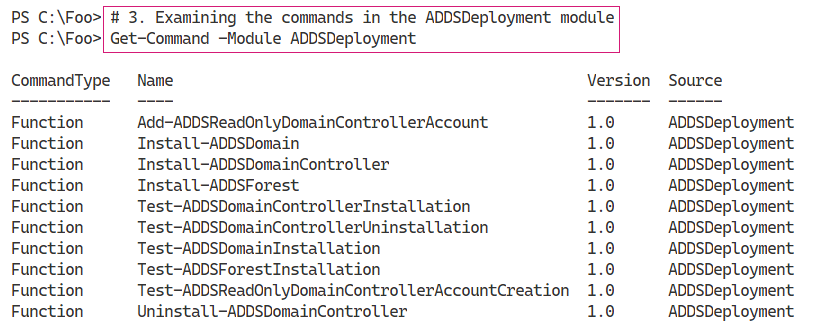 PS C:\Foo> # 3. Examining the commands in the ADDSDeployment module
PS C:\Foo> Get-Command -Module ADDSDeployment
CommandType Name Version Source
----------- ---- ------- ------
Function Add-ADDSReadOnlyDomainControllerAccount 1.0 ADDSDeployment
Function Install-ADDSDomain 1.0 ADDSDeployment
Function Install-ADDSDomainController 1.0 ADDSDeployment
Function Install-ADDSForest 1.0 ADDSDeployment
Function Test-ADDSDomainControllerInstallation 1.0 ADDSDeployment
Function Test-ADDSDomainControllerUninstallation 1.0 ADDSDeployment
Function Test-ADDSDomainInstallation 1.0 ADDSDeployment
Function Test-ADDSForestInstallation 1.0 ADDSDeployment
Function Test-ADDSReadOnlyDomainControllerAccountCreation 1.0 ADDSDeployment
Function Uninstall-ADDSDomainController 1.0 ADDSDeployment